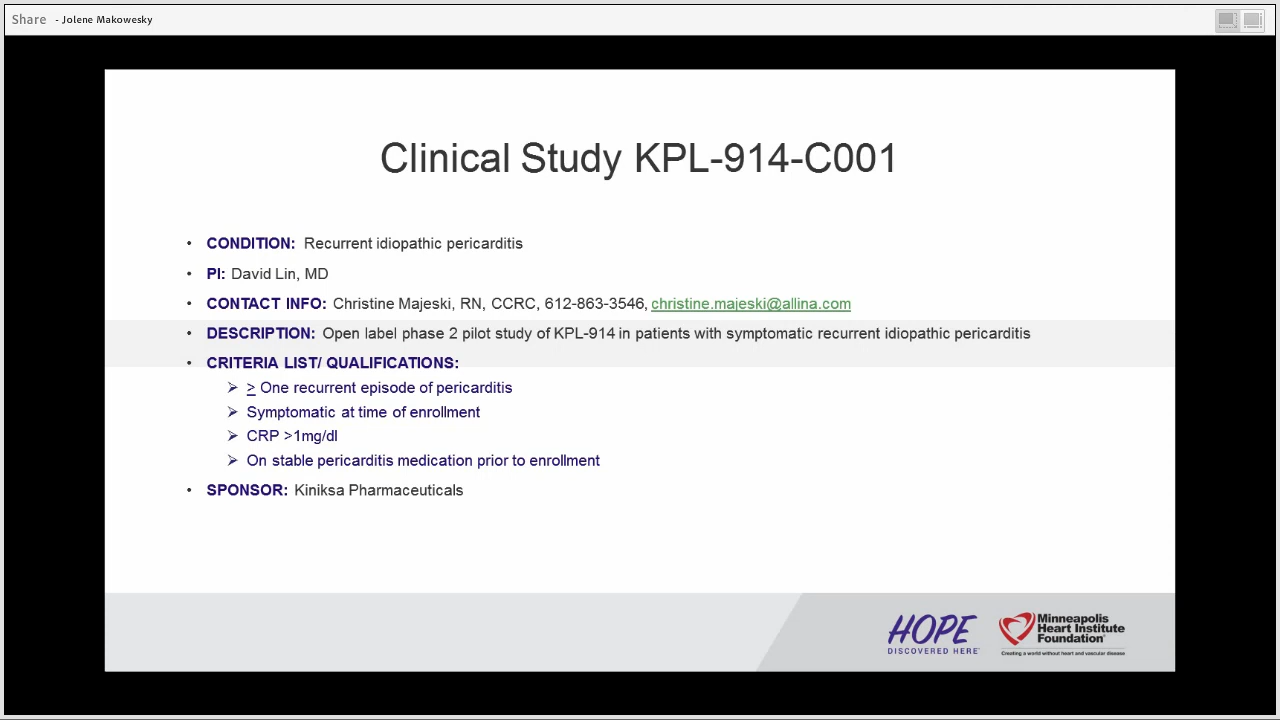 Share - Jolene Makowesky
Clinical Study KPL-914-C001
• CONDITION: Recurrent idiopathic pericarditis
• PI: David Lin, MD
• CONTACT INFO: Christine Majeski, RN, CCRC, 612-863-3546, christine.majeski@allina.com
• DESCRIPTION: Open label phase 2 pilot study of KPL-914 in patients with symptomatic recurrent idiopathic pericarditis
• CRITERIA LIST/ QUALIFICATIONS:
➢ ≥ One recurrent episode of pericarditis
➢ Symptomatic at time of enrollment
➢ CRP >1mg/dl
➢ On stable pericarditis medication prior to enrollment
• SPONSOR: Kiniksa Pharmaceuticals
HOPE
DISCOVERED HERE
Minneapolis
Heart Institute
Foundation
Creating a world without heart and vascular disease